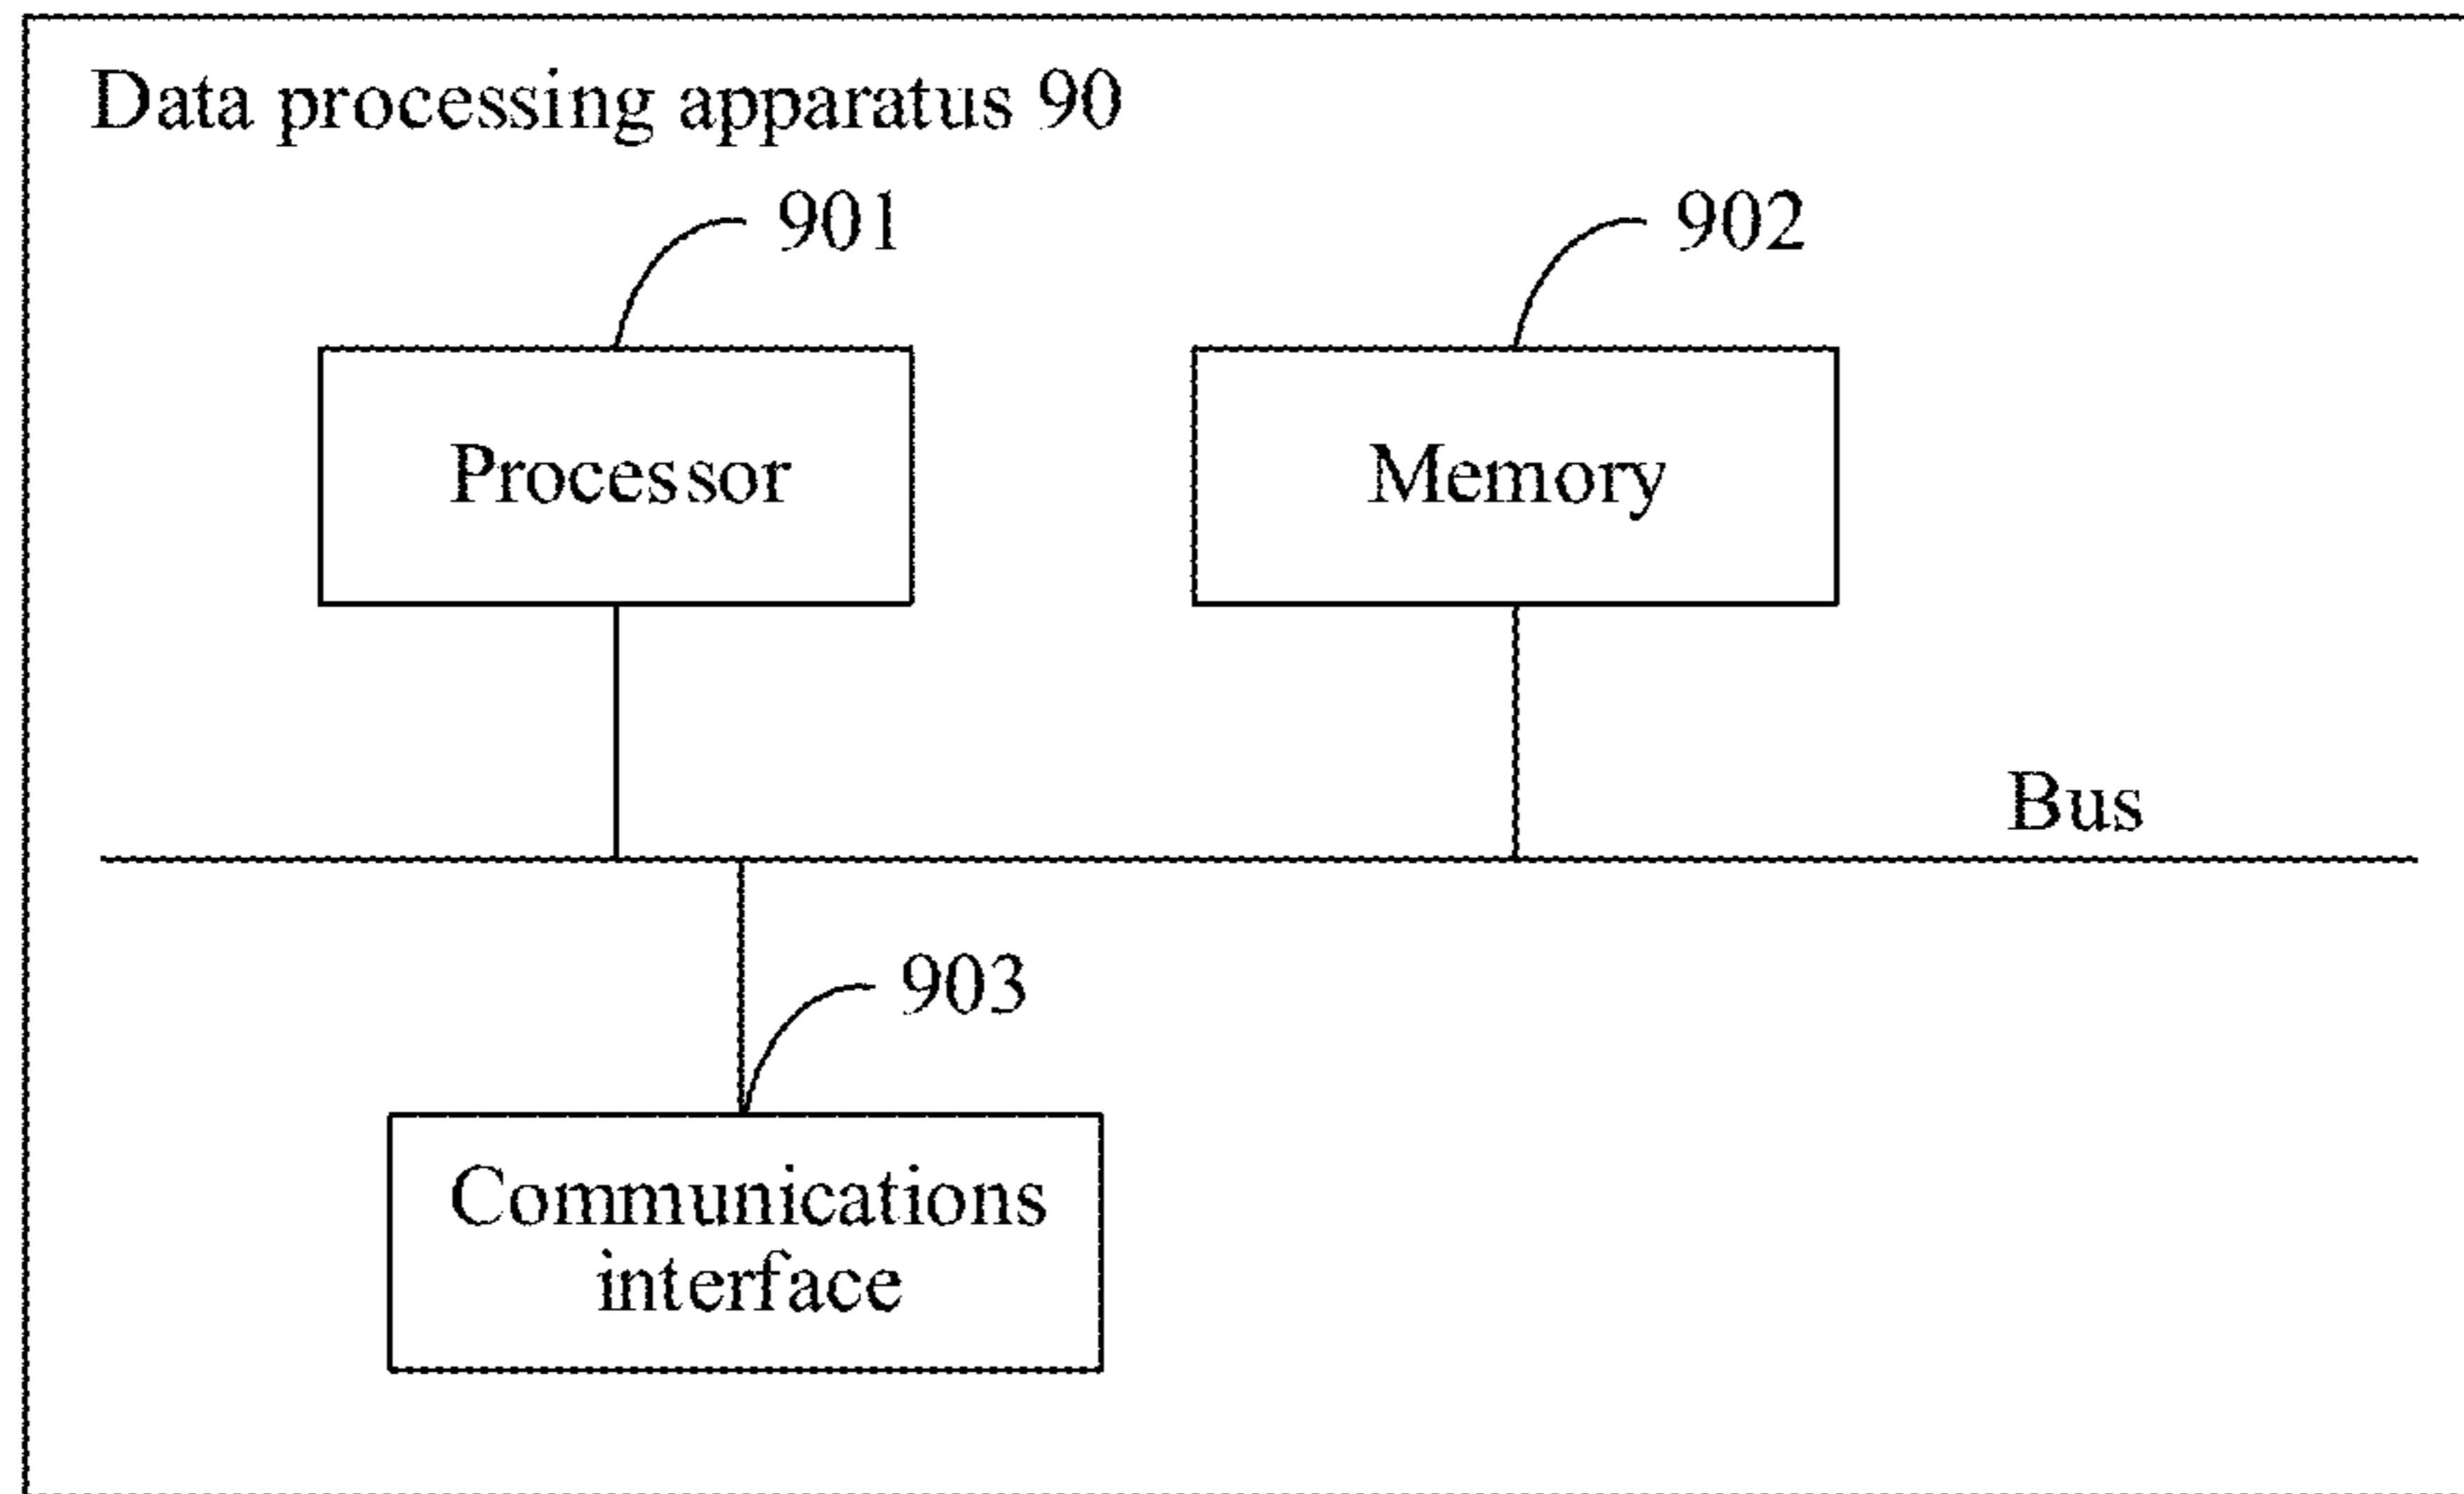 Data processing apparatus 90
901
902
Processor
Memory
Bus
903
Communications
interface